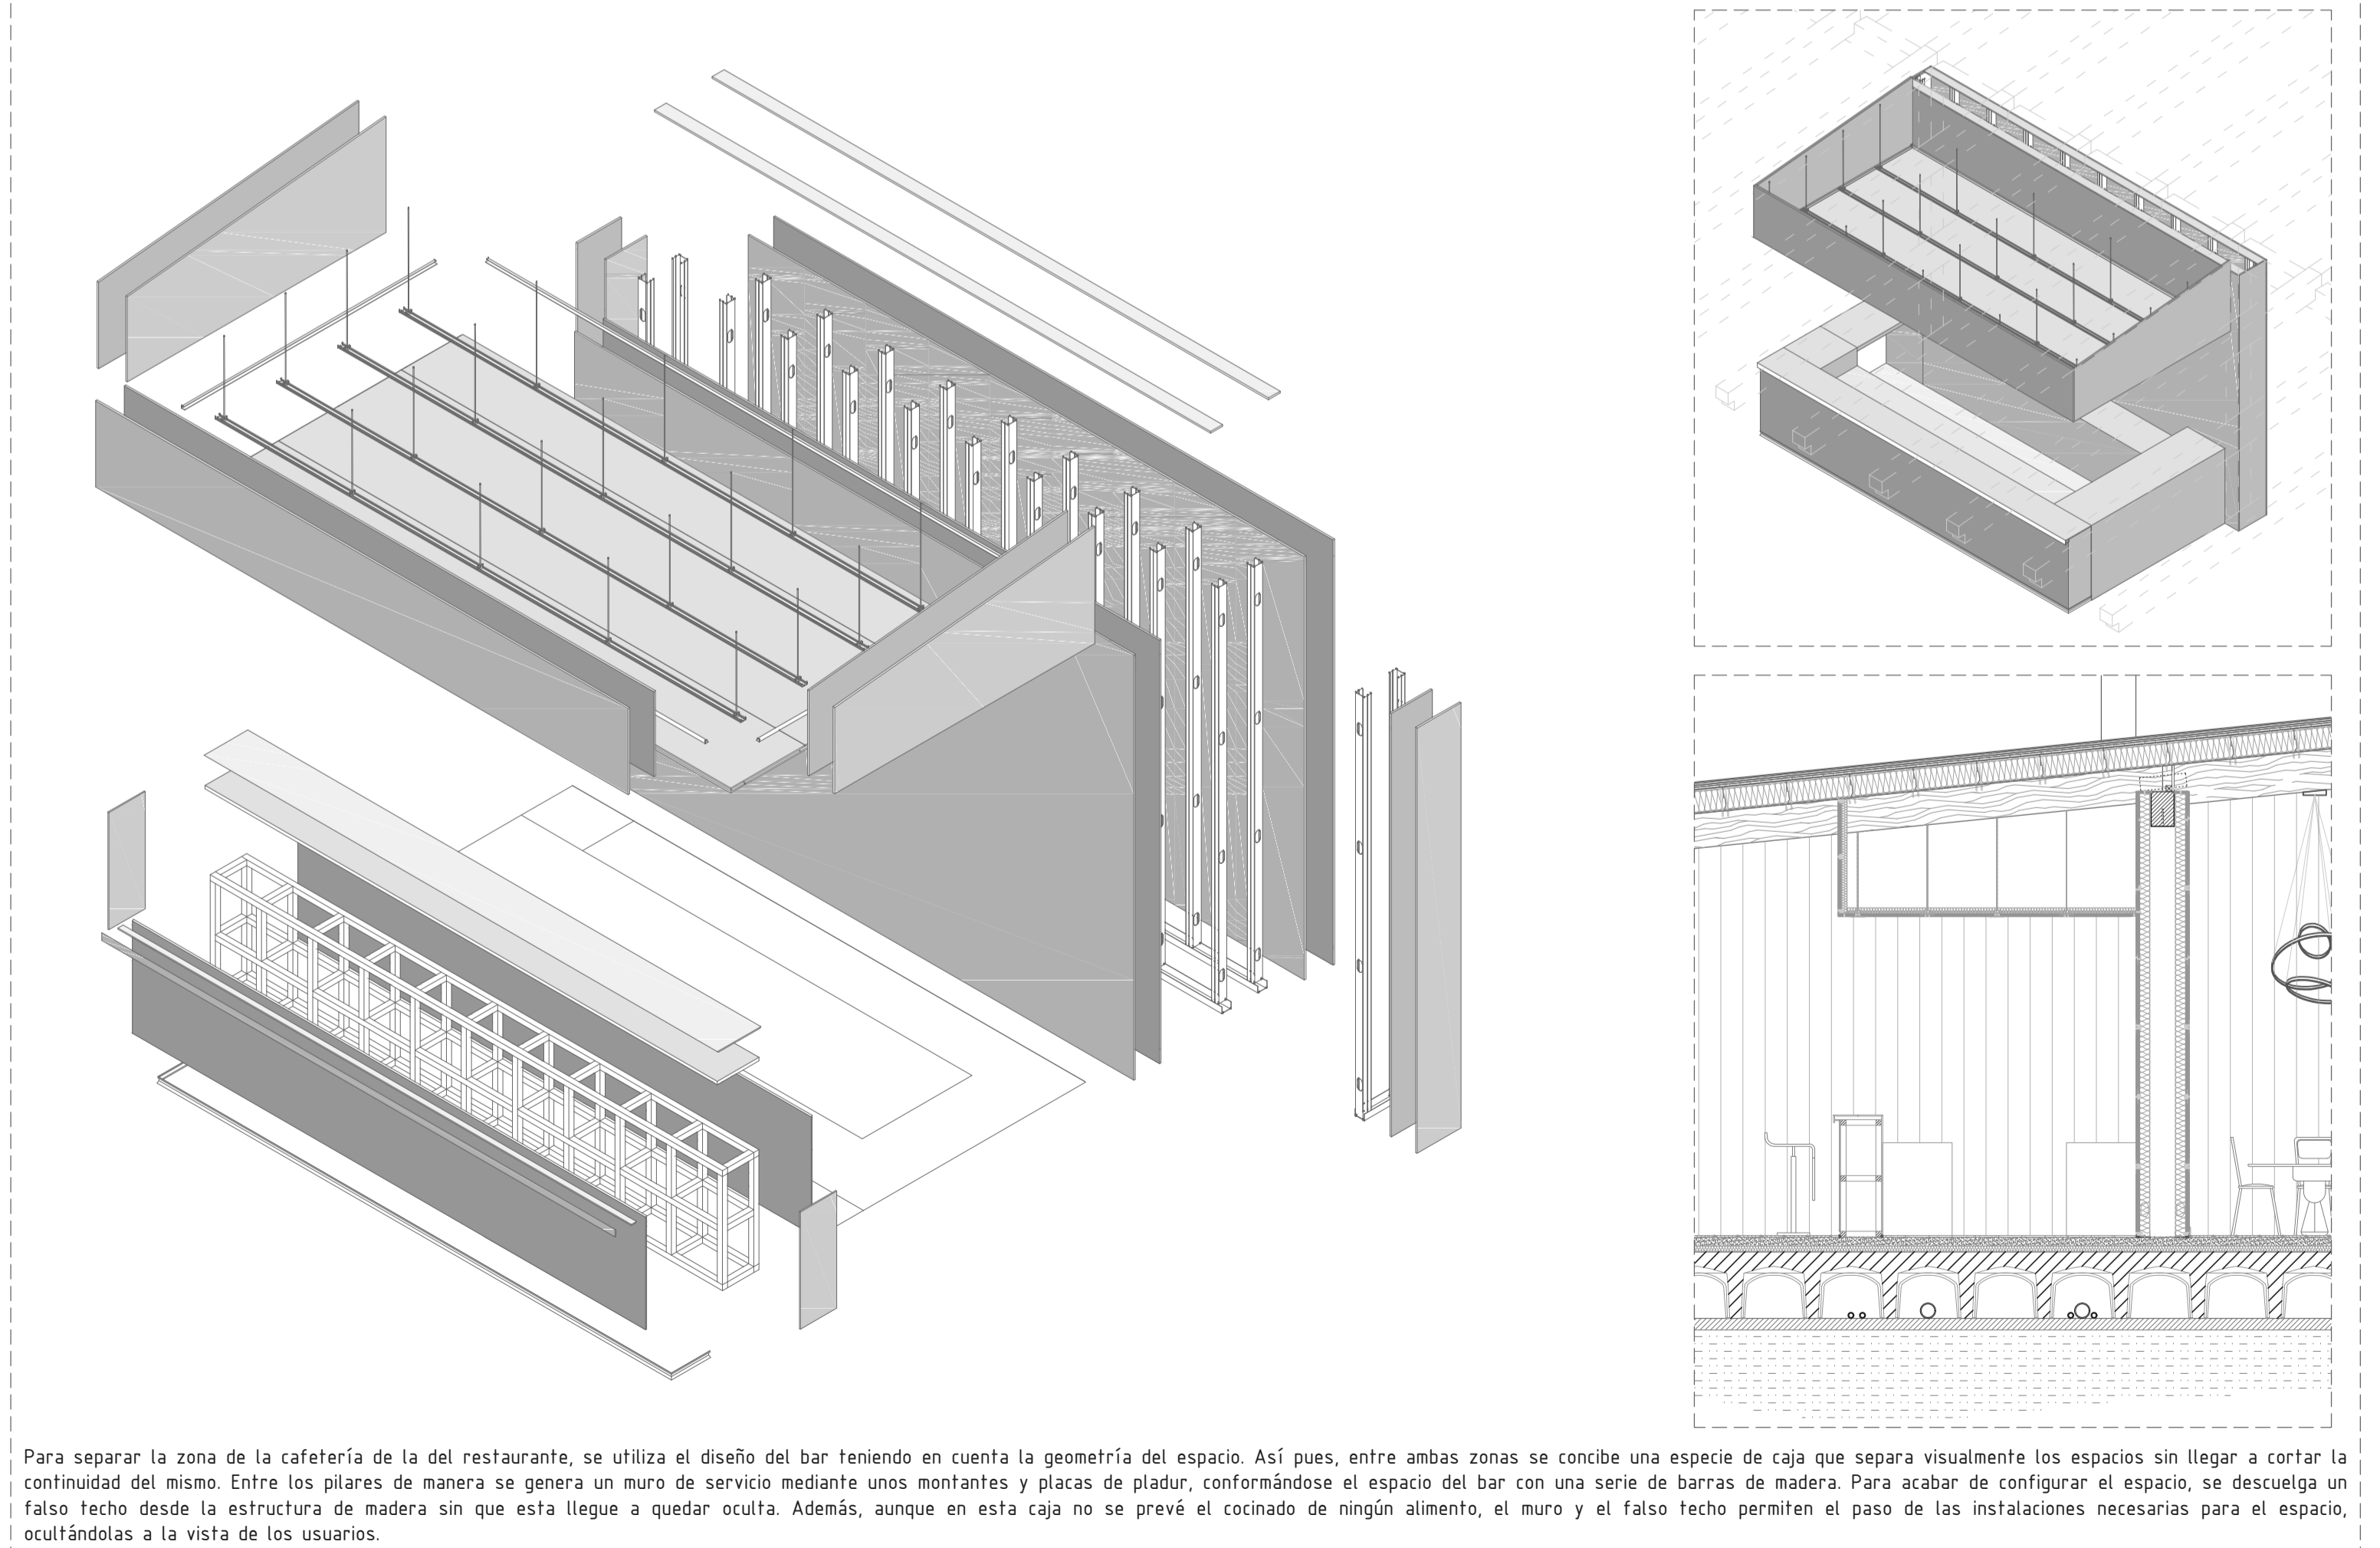 Para separar la zona de la cafetería de la del restaurante, se utiliza el diseño del bar teniendo en cuenta la geometría del espacio. Así pues, entre ambas zonas se concibe una especie de caja que separa visualmente los espacios sin llegar a cortar la
continuidad del mismo. Entre los pilares de manera se genera un muro de servicio mediante unos montantes y placas de pladur, conformándose el espacio del bar con una serie de barras de madera. Para acabar de configurar el espacio, se descuelga un
falso techo desde la estructura de madera sin que esta llegue a quedar oculta. Además, aunque en esta caja no se prevé el cocinado de ningún alimento, el muro y el falso techo permiten el paso de las instalaciones necesarias para el espacio,
ocultándolas a la vista de los usuarios.